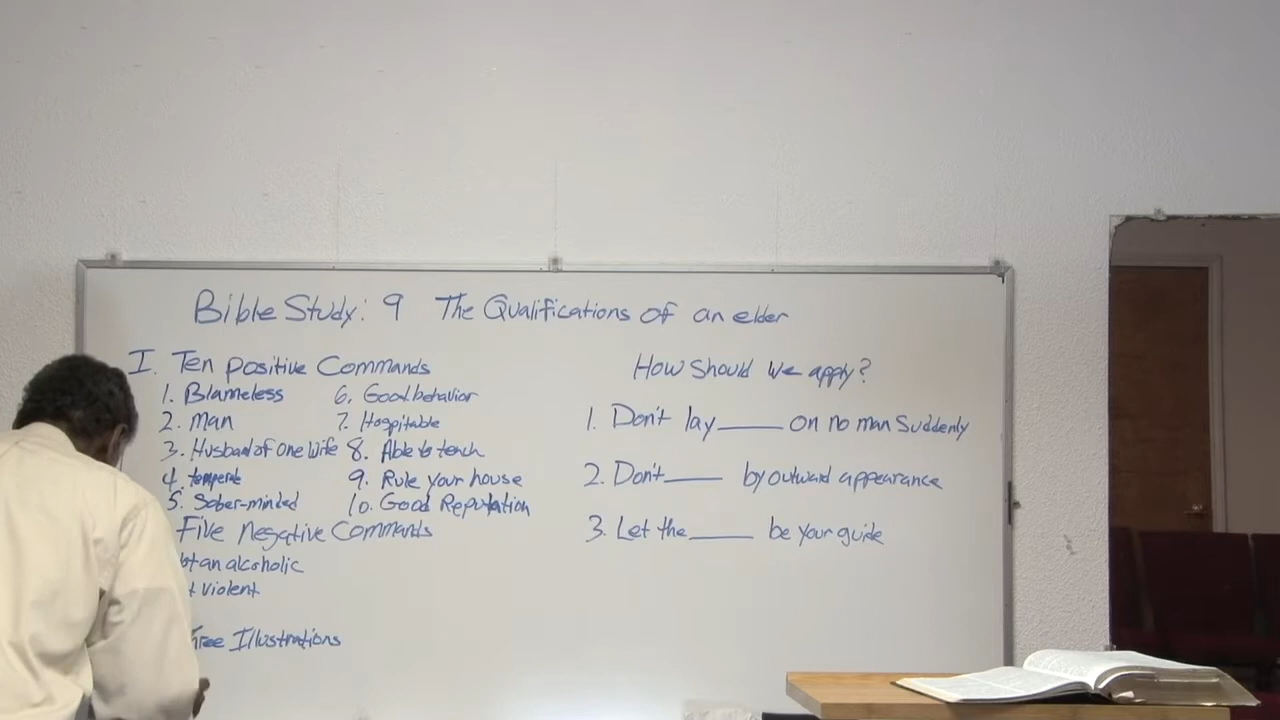 Bible Study: 9 The Qualifications of an elder
I. Ten Positive Commands
1. Blameless
2. Man
3. Husband of One Wife
4. temperate
5. Sober-minded
6. Good behavior
7. Hospitable
8. Able to teach
9. Rule your house
10. Good Reputation
Five Negative Commands
an alcoholic
violent
Illustrations
How Should We apply?
1. Don't lay ____ on no man Suddenly
2. Don't ____ by outward appearance
3. Let the ____ be your guide